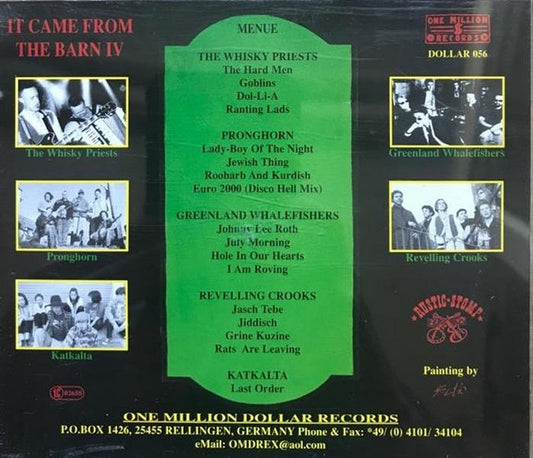 IT CAME FROM
THE BARN IV
The Whisky Priests
Pronghorn
Katkalta
LC 02658
MENUE
THE WHISKY PRIESTS
The Hard Men
Goblins
Dol-Li-A
Ranting Lads
PRONGHORN
Lady-Boy Of The Night
Jewish Thing
Roobarb And Kurdish
Euro 2000 (Disco Hell Mix)
GREENLAND WHALEFISHERS
Johnny Lee Roth
July Morning
Hole In Our Hearts
I Am Roving
REVELLING CROOKS
Jasch Tebe
Jiddisch
Grine Kuzine
Rats Are Leaving
KATKALTA
Last Order
ONE MILLION
$
RECORDS
DOLLAR 056
Greenland Whalefishers
Revelling Crooks
RUSTIC-STOMP
Painting by
ONE MILLION DOLLAR RECORDS
P.O.BOX 1426, 25455 RELLINGEN, GERMANY Phone & Fax: *49/ (0) 4101/ 34104
eMail: OMDREX@aol.com